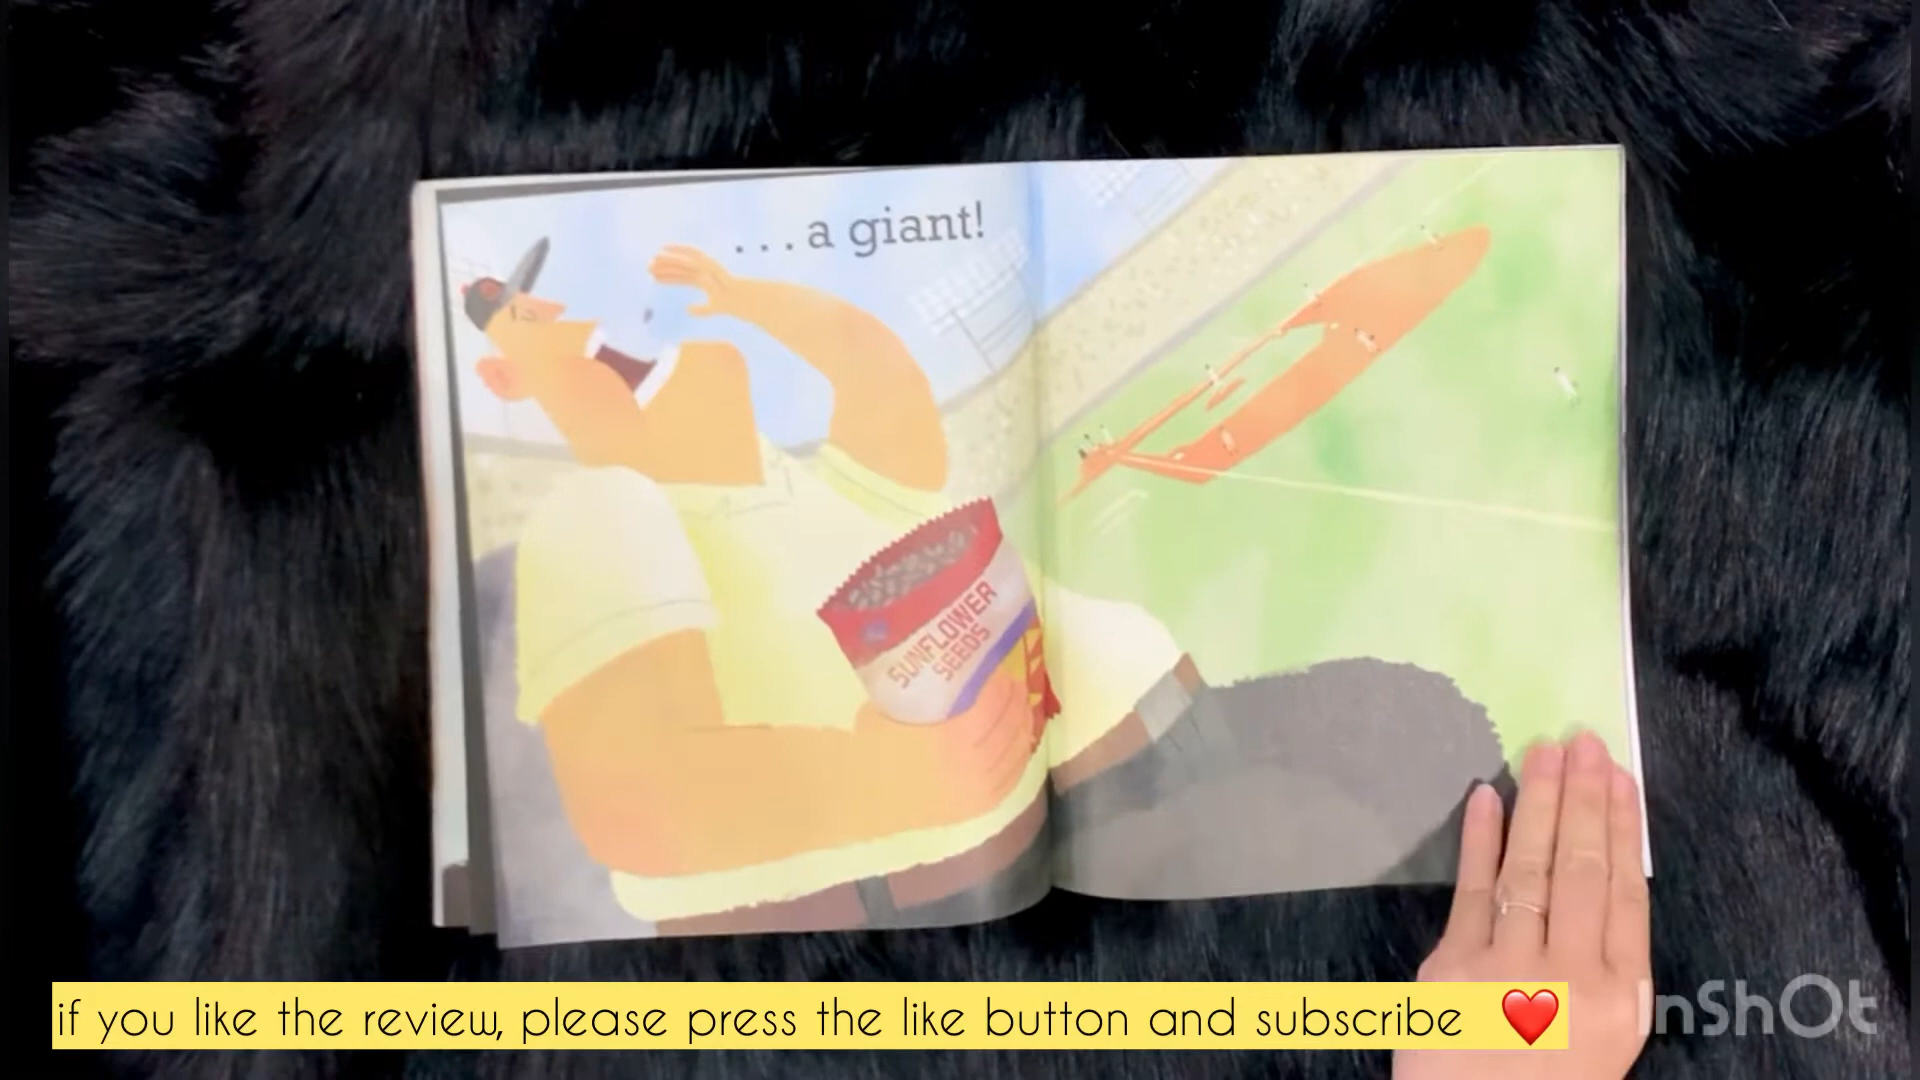 . . . a giant!
SUNFLOWER
SEEDS
if you like the review, please press the like button and subscribe ❤️
InShOt